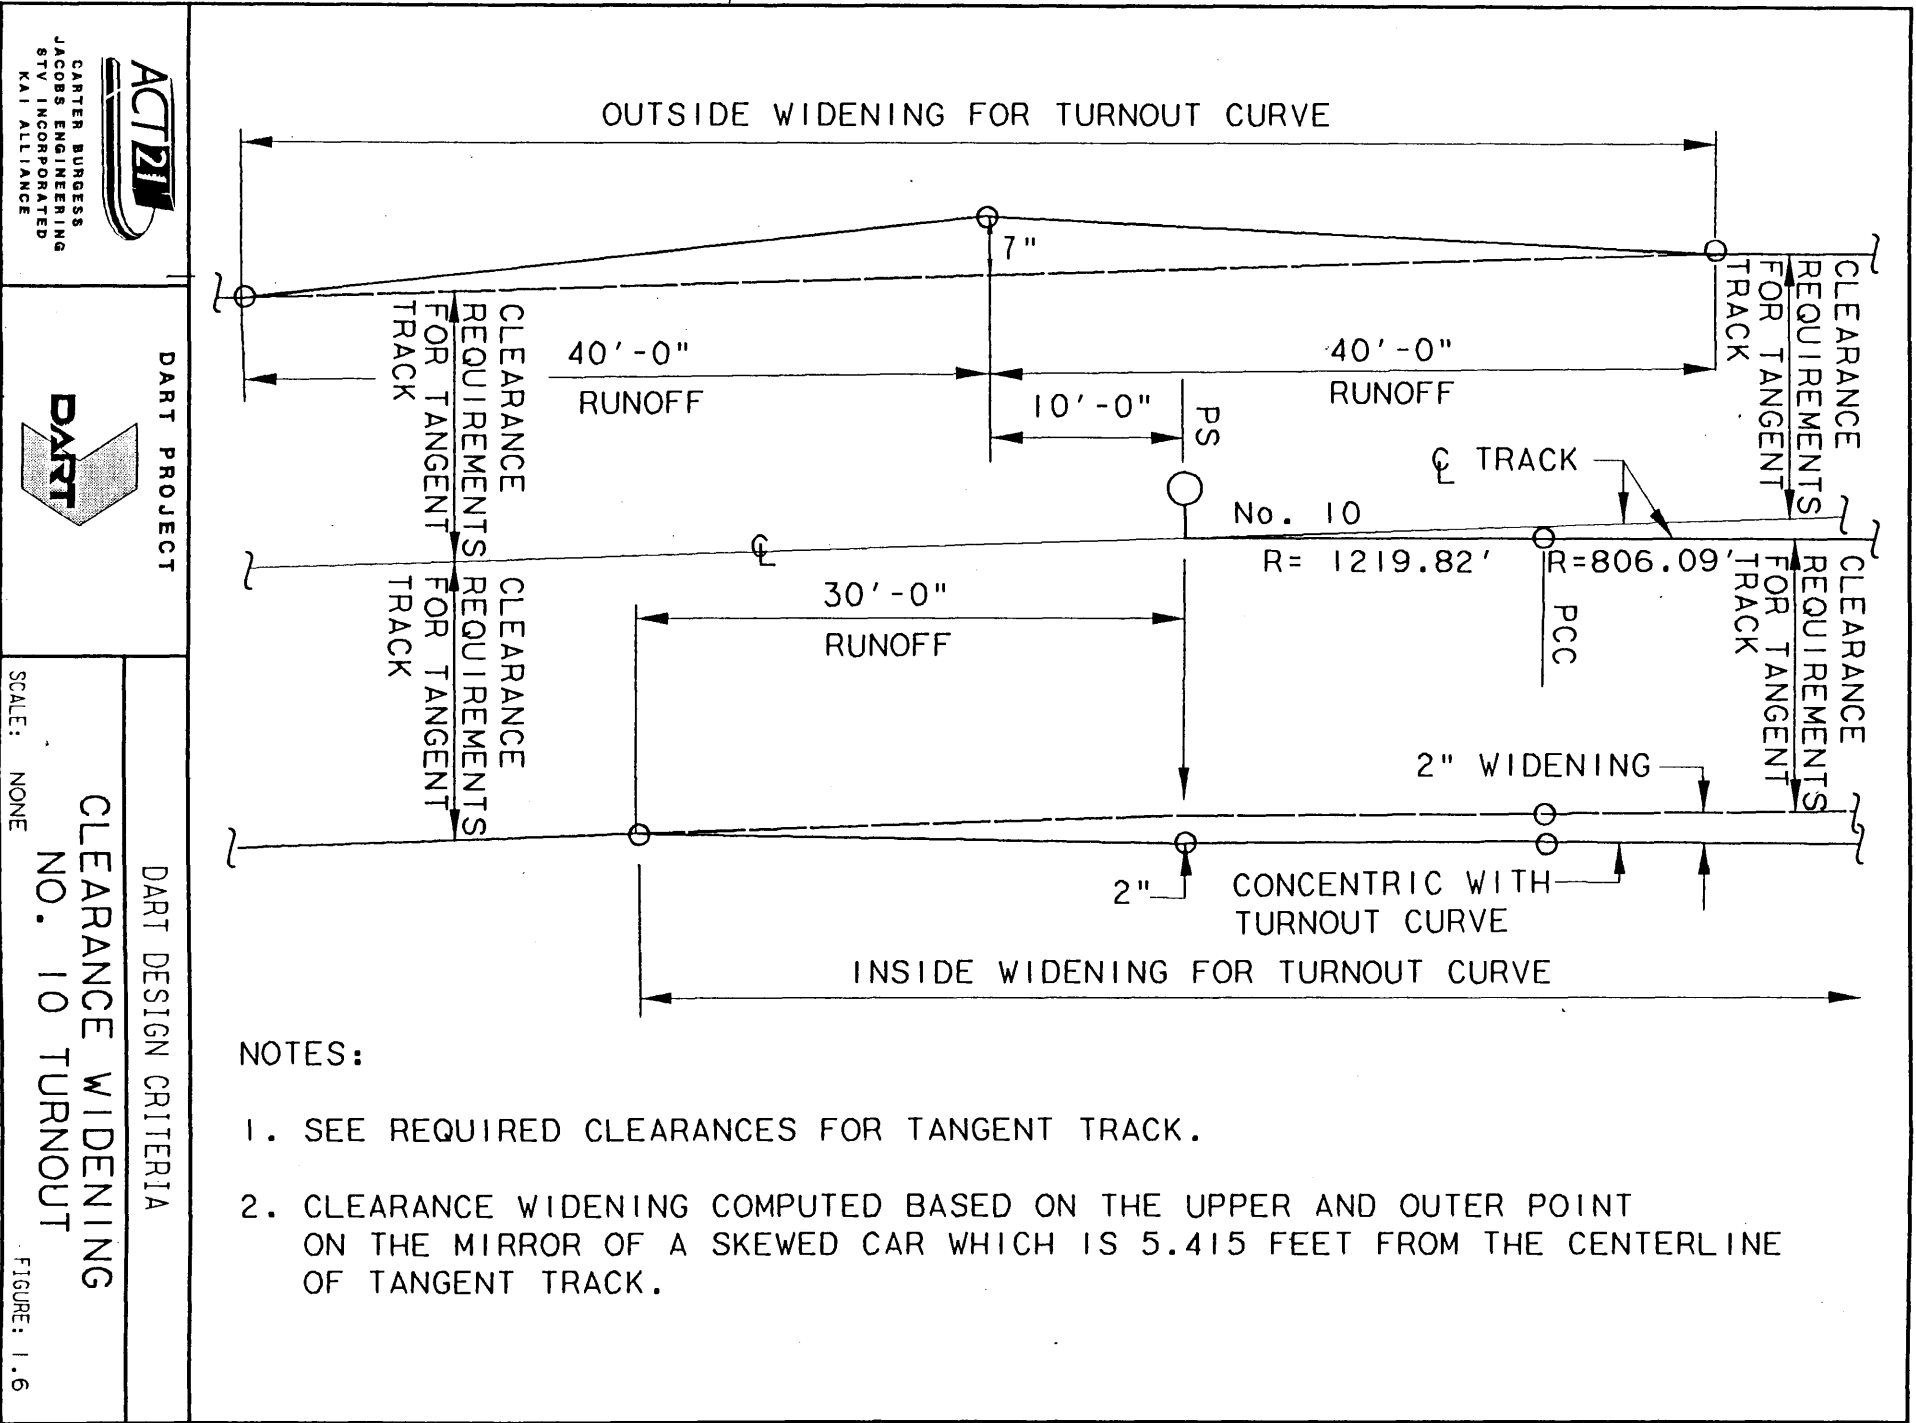 OUTSIDE WIDENING FOR TURNOUT CURVE
7"
40'-0"
RUNOFF
40'-0"
RUNOFF
10'-0"
PS
CLEARANCE
REQUIREMENTS
FOR TANGENT
TRACK
CLEARANCE
REQUIREMENTS
FOR TANGENT
TRACK
℄ TRACK
No. 10
℄
R= 1219.82'
R=806.09'
PCC
30'-0"
RUNOFF
CLEARANCE
REQUIREMENTS
FOR TANGENT
TRACK
CLEARANCE
REQUIREMENTS
FOR TANGENT
TRACK
2" WIDENING
2"
CONCENTRIC WITH
TURNOUT CURVE
INSIDE WIDENING FOR TURNOUT CURVE
NOTES:
1. SEE REQUIRED CLEARANCES FOR TANGENT TRACK.
2. CLEARANCE WIDENING COMPUTED BASED ON THE UPPER AND OUTER POINT
ON THE MIRROR OF A SKEWED CAR WHICH IS 5.415 FEET FROM THE CENTERLINE
OF TANGENT TRACK.
ACT 21
CARTER BURGESS
JACOBS ENGINEERING
STV INCORPORATED
KAI ALLIANCE
DART PROJECT
DART
DART DESIGN CRITERIA
CLEARANCE WIDENING
NO. 10 TURNOUT
SCALE: NONE
FIGURE: 1.6